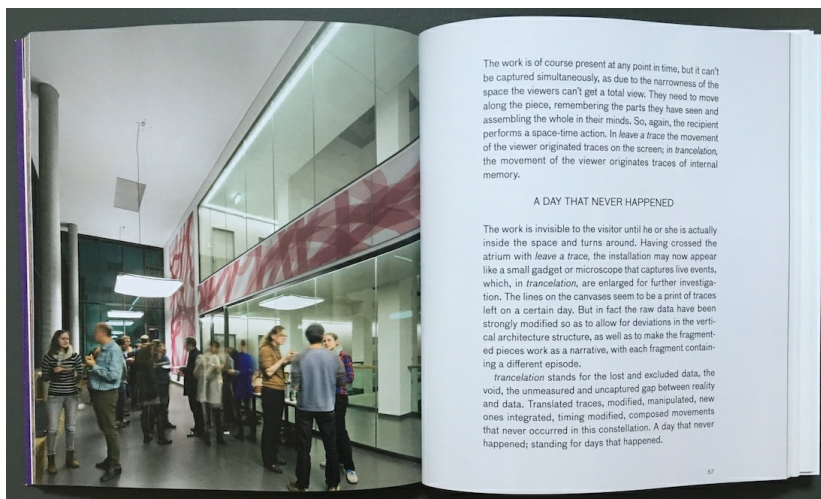 The work is of course present at any point in time, but it can't
be captured simultaneously, as due to the narrowness of the
space the viewers can't get a total view. They need to move
along the piece, remembering the parts they have seen and
assembling the whole in their minds. So, again, the recipient
performs a space-time action. In leave a trace the movement
of the viewer originated traces on the screen; in trancelation,
the movement of the viewer originates traces of internal
memory.
A DAY THAT NEVER HAPPENED
The work is invisible to the visitor until he or she is actually
inside the space and turns around. Having crossed the
atrium with leave a trace, the installation may now appear
like a small gadget or microscope that captures live events,
which, in trancelation, are enlarged for further investiga-
tion. The lines on the canvases seem to be a print of traces
left on a certain day. But in fact the raw data have been
strongly modified so as to allow for deviations in the verti-
cal architecture structure, as well as to make the fragment-
ed pieces work as a narrative, with each fragment contain-
ing a different episode.
trancelation stands for the lost and excluded data, the
void, the unmeasured and uncaptured gap between reality
and data. Translated traces, modified, manipulated, new
ones integrated, timing modified, composed movements
that never occurred in this constellation. A day that never
happened; standing for days that happened.
57